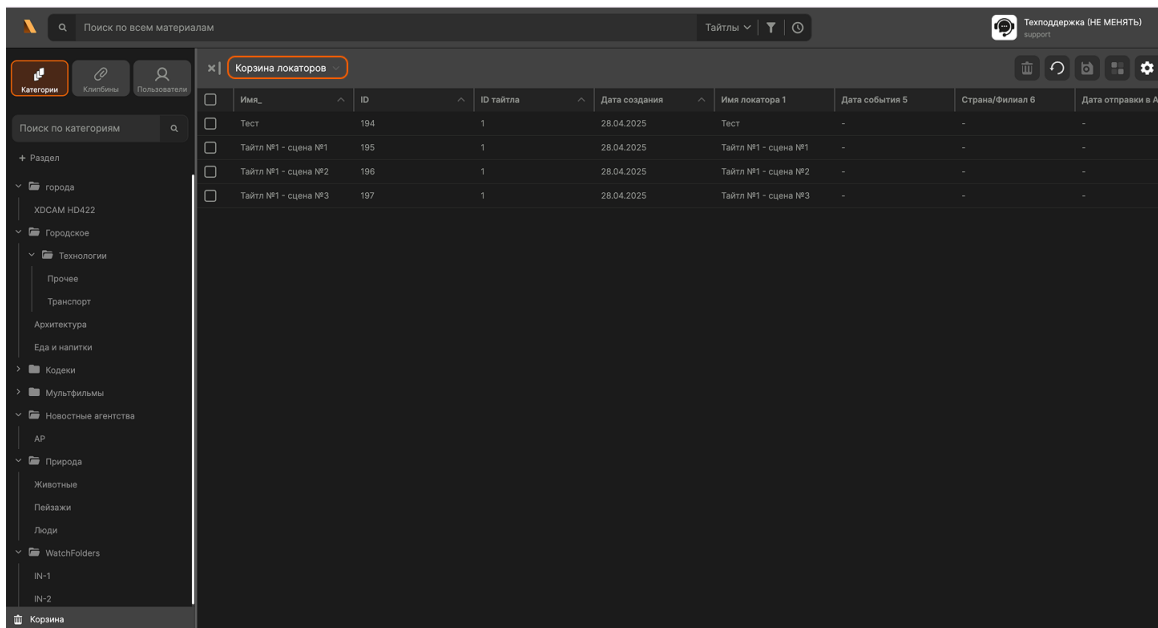 Поиск по всем материалам Тайтлы Техподдержка (НЕ МЕНЯТЬ)
support
Категории Клипбины Пользователи
Корзина локаторов
Имя_ ID ID тайтла Дата создания Имя локатора 1 Дата события 5 Страна/Филиал 6 Дата отправки в А
Тест 194 1 28.04.2025 Тест - - -
Тайтл №1 - сцена №1 195 1 28.04.2025 Тайтл №1 - сцена №1 - - -
Тайтл №1 - сцена №2 196 1 28.04.2025 Тайтл №1 - сцена №2 - - -
Тайтл №1 - сцена №3 197 1 28.04.2025 Тайтл №1 - сцена №3 - - -
Поиск по категориям
+ Раздел
города
XDCAM HD422
Городское
Технологии
Прочее
Транспорт
Архитектура
Еда и напитки
Кодеки
Мультфильмы
Новостные агентства
AP
Природа
Животные
Пейзажи
Люди
WatchFolders
IN-1
IN-2
Корзина